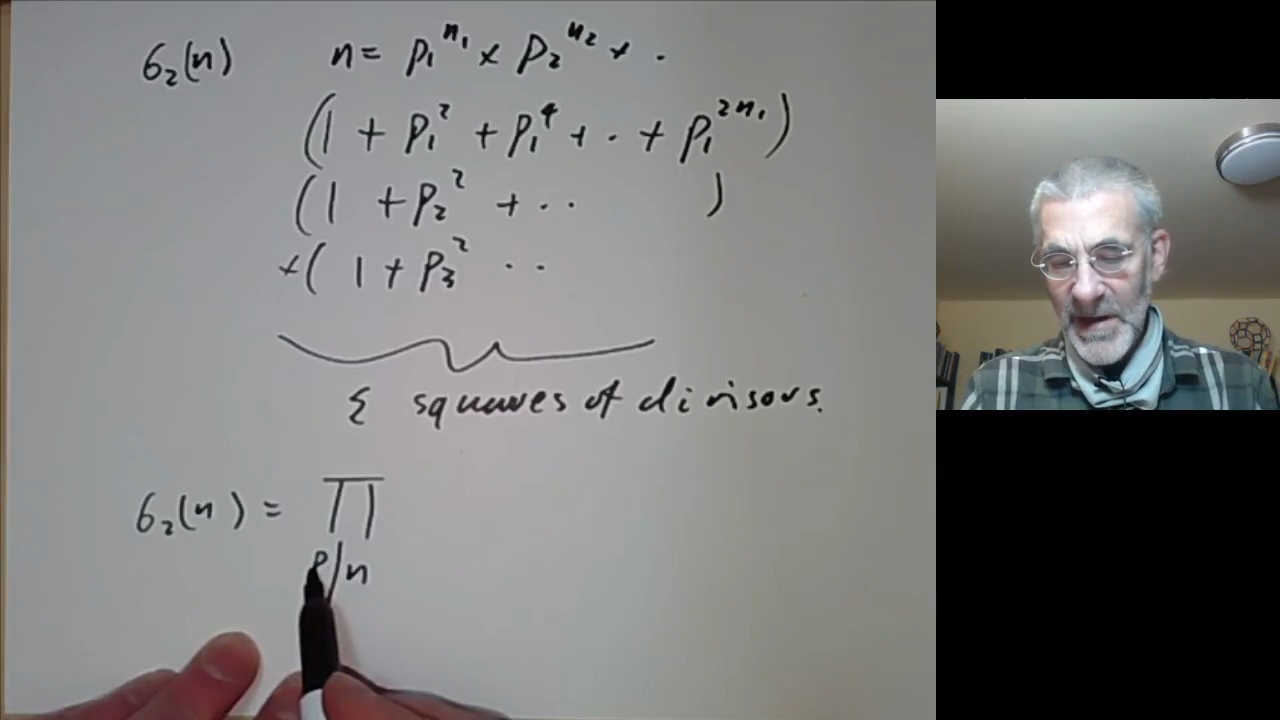 σ₂(n) n = p₁^n₁ × p₂^n₂ × ·
(1 + p₁² + p₁⁴ + · · + p₁^2n₁)
(1 + p₂² + · · )
×( 1 + p₃² · ·
Σ squares of divisors.
σ₂(n) = ∏
p|n